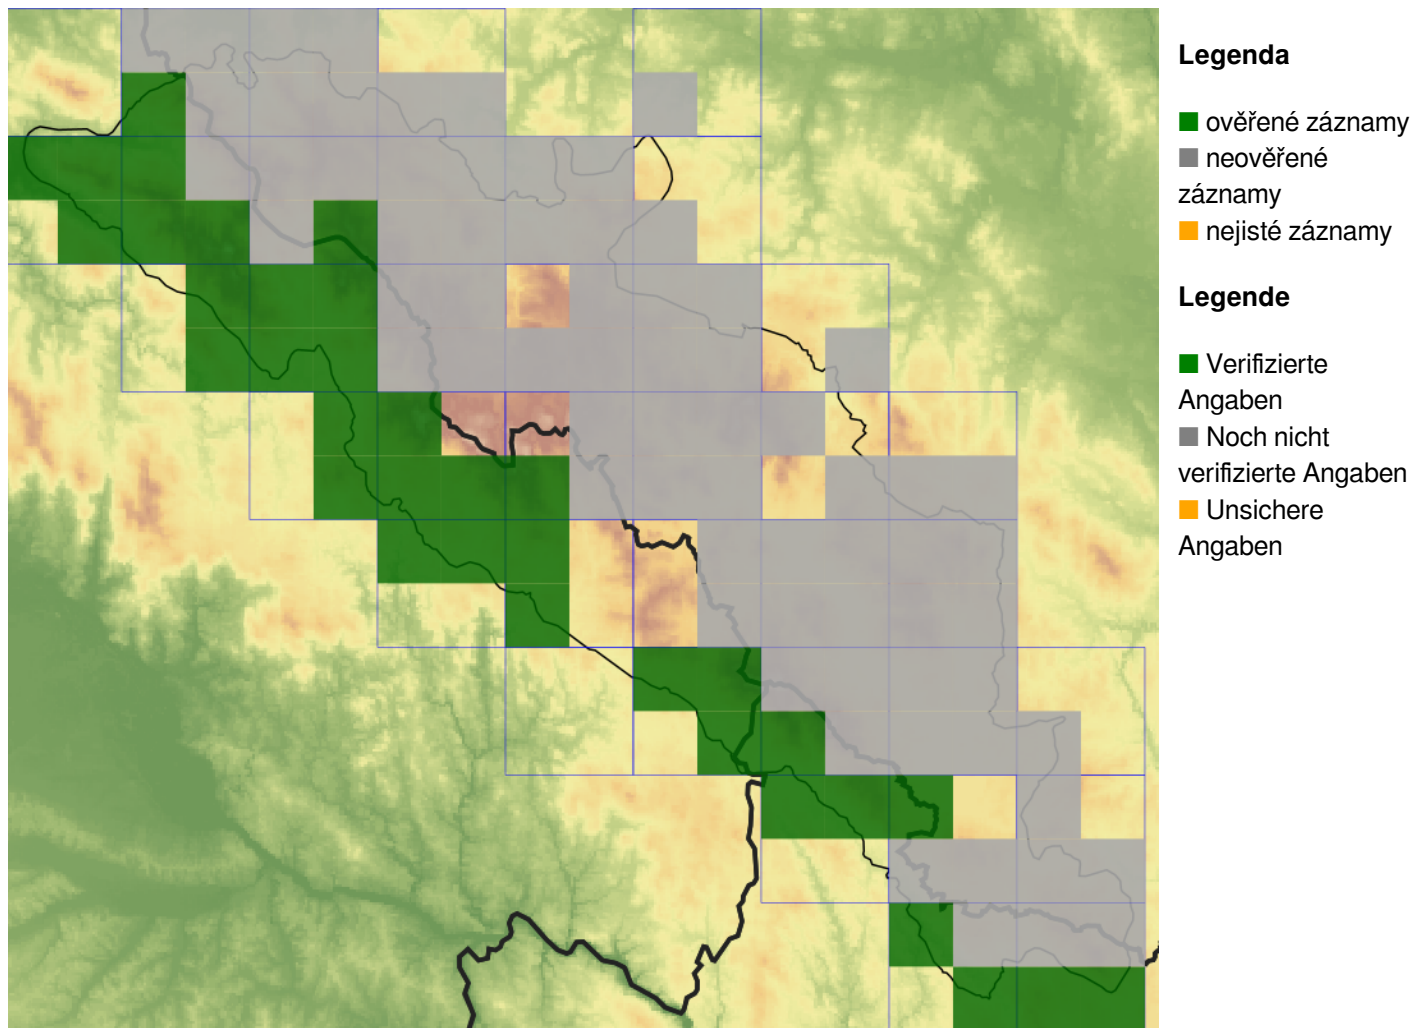 Legenda
ověřené záznamy
neověřené
záznamy
nejisté záznamy
Legende
Verifizierte
Angaben
Noch nicht
verifizierte Angaben
Unsichere
Angaben